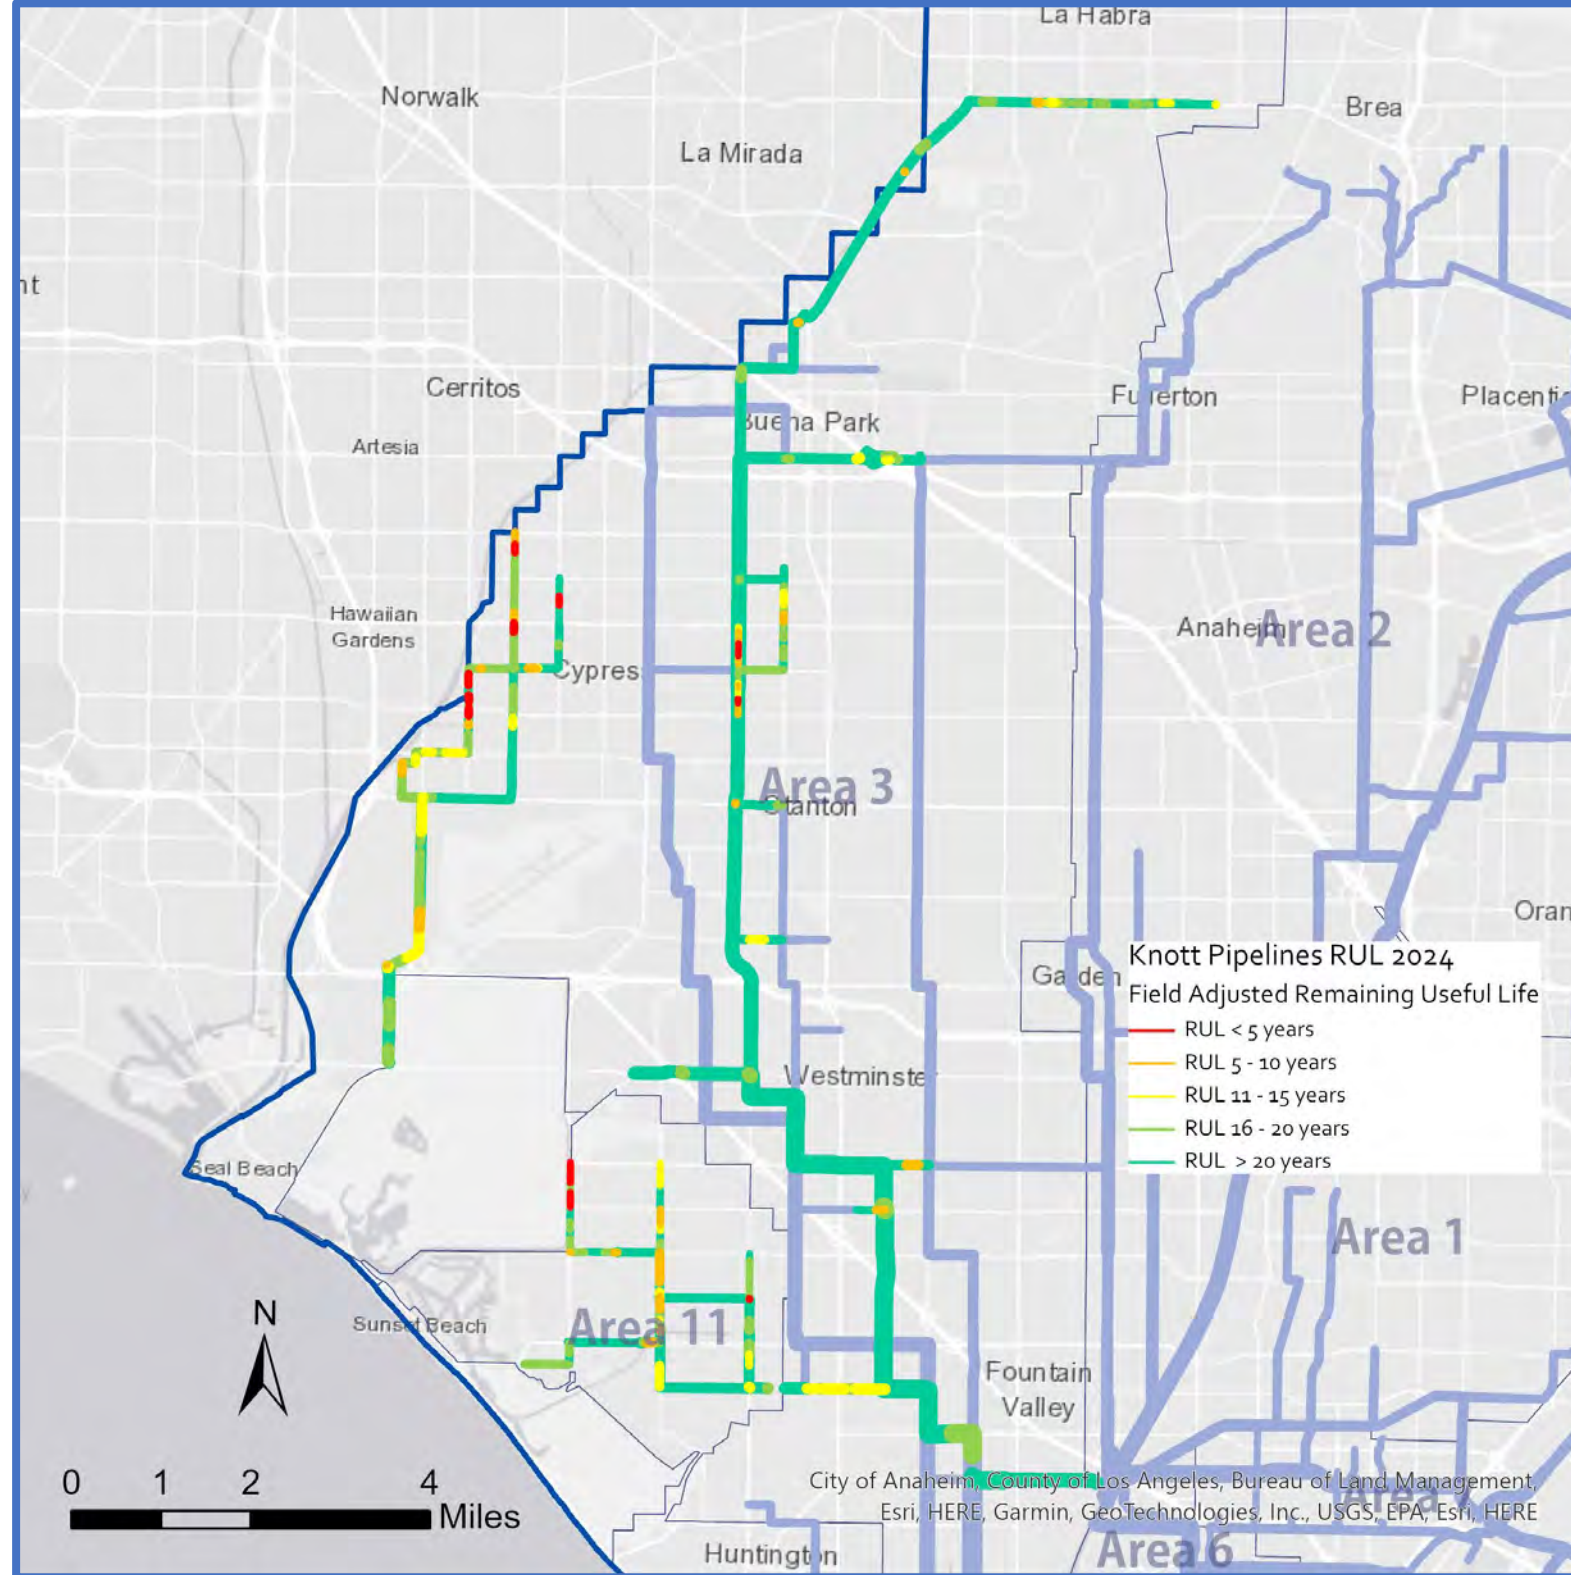 La Habra
Norwalk
Brea
La Mirada
nt
Cerritos
Fullerton
Placentia
Buena Park
Artesia
Hawaiian
Gardens
Anaheim
Area 2
Cypress
Area 3
Stanton
Oran
Knott Pipelines RUL 2024
Garden
Field Adjusted Remaining Useful Life
RUL < 5 years
RUL 5 - 10 years
RUL 11 - 15 years
RUL 16 - 20 years
RUL > 20 years
Westminster
Seal Beach
Area 1
N
Sunset Beach
Area 11
Fountain
Valley
0 1 2 4
Miles
City of Anaheim, County of Los Angeles, Bureau of Land Management,
Esri, HERE, Garmin, GeoTechnologies, Inc., USGS, EPA, Esri, HERE
Area 7
Huntington
Area 6